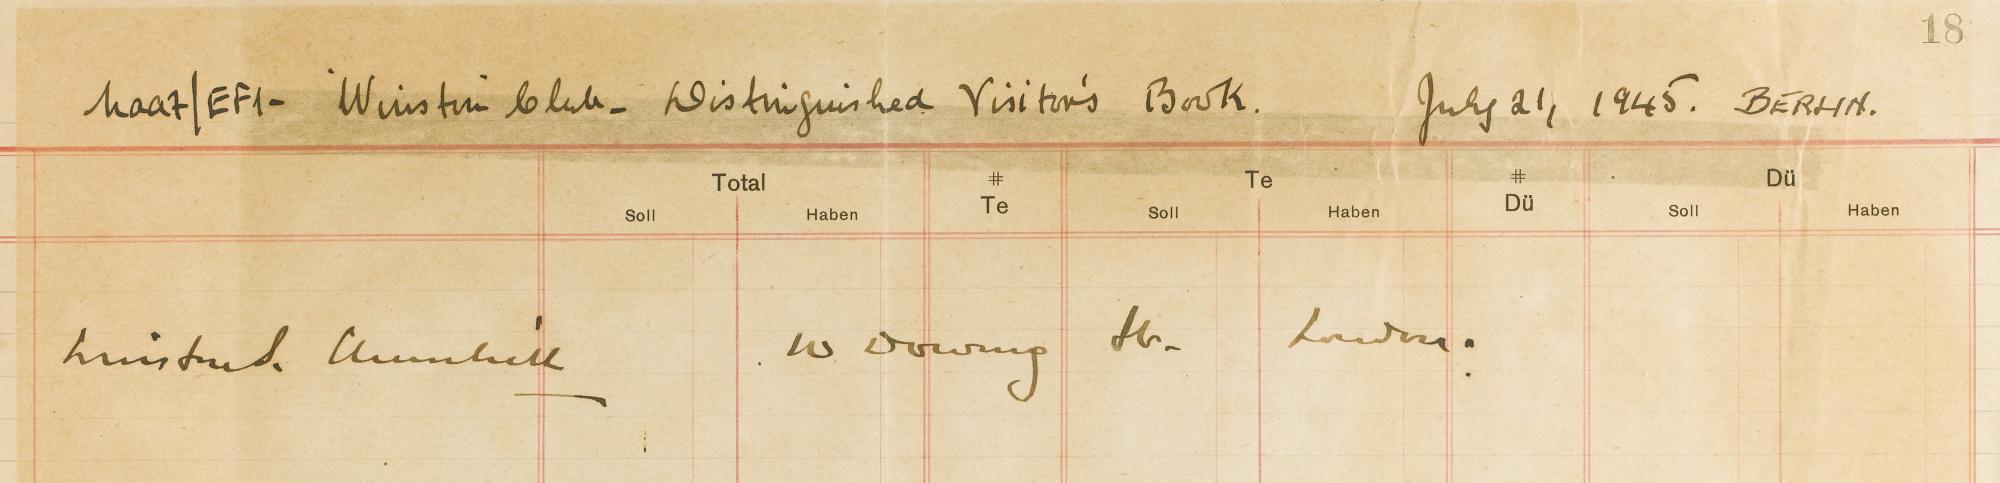 18
Naafi/EFI- 'Winston Club- Distinguished Visitor's Book. July 21, 1945. BERLIN.
Total # Te # Dü
Soll Haben Te Soll Haben Dü Soll Haben
Winston S. Churchill 10 Downing St. London.